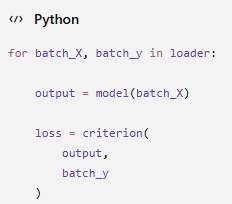 </> Python
for batch_X, batch_y in loader:
    output = model(batch_X)
    loss = criterion(
        output,
        batch_y
    )